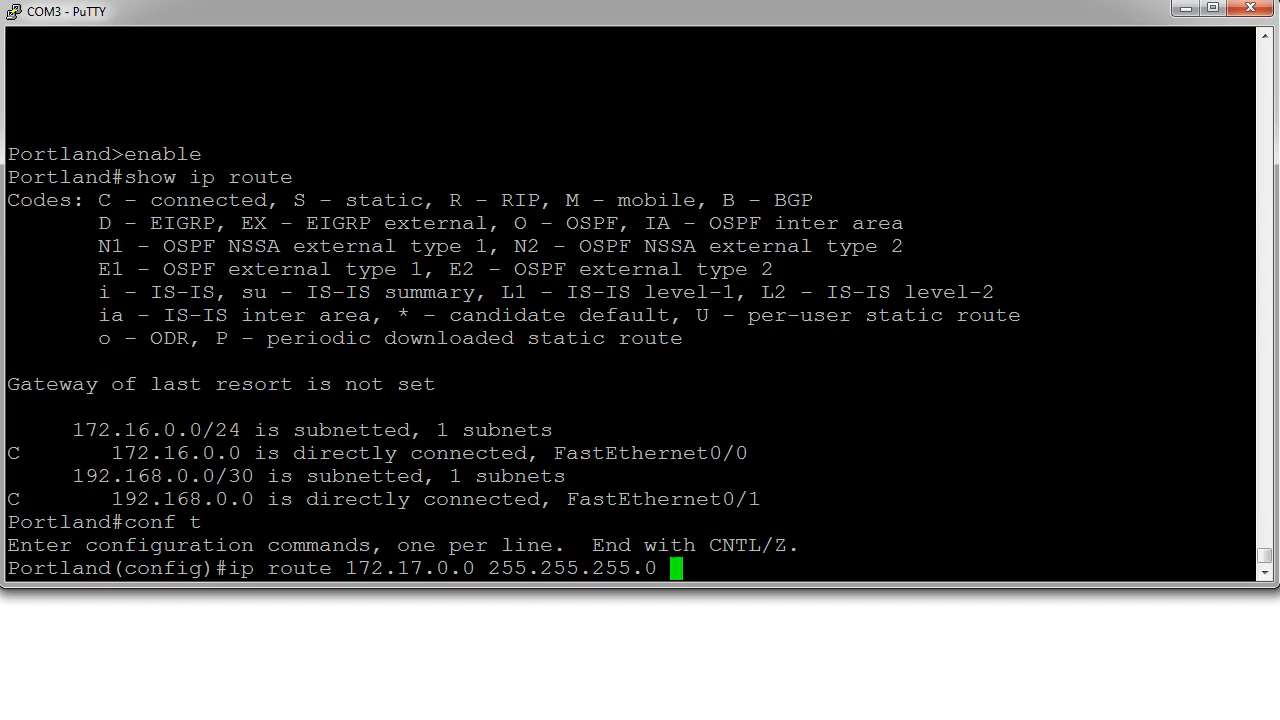 COM3 - PuTTY
Portland>enable
Portland#show ip route
Codes: C - connected, S - static, R - RIP, M - mobile, B - BGP
       D - EIGRP, EX - EIGRP external, O - OSPF, IA - OSPF inter area
       N1 - OSPF NSSA external type 1, N2 - OSPF NSSA external type 2
       E1 - OSPF external type 1, E2 - OSPF external type 2
       i - IS-IS, su - IS-IS summary, L1 - IS-IS level-1, L2 - IS-IS level-2
       ia - IS-IS inter area, * - candidate default, U - per-user static route
       o - ODR, P - periodic downloaded static route
Gateway of last resort is not set
     172.16.0.0/24 is subnetted, 1 subnets
C       172.16.0.0 is directly connected, FastEthernet0/0
     192.168.0.0/30 is subnetted, 1 subnets
C       192.168.0.0 is directly connected, FastEthernet0/1
Portland#conf t
Enter configuration commands, one per line.  End with CNTL/Z.
Portland(config)#ip route 172.17.0.0 255.255.255.0